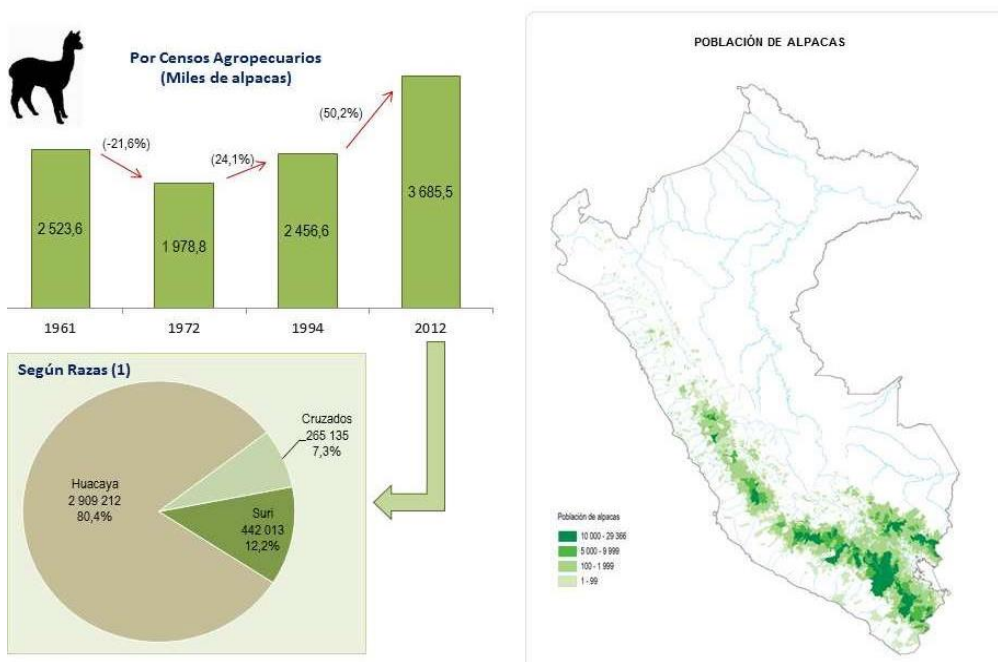 Por Censos Agropecuarios
(Miles de alpacas)
(-21,6%)
(24,1%)
(50,2%)
2 523,6
1 978,8
2 456,6
3 685,5
1961
1972
1994
2012
Según Razas (1)
Cruzados
265 135
7,3%
Huacaya
2 909 212
80,4%
Suri
442 013
12,2%
POBLACIÓN DE ALPACAS
Población de alpacas
10 000 - 29 366
5 000 - 9 999
100 - 1 999
1 - 99